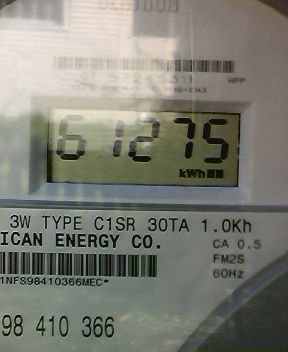 61275
kWh
3W TYPE C1SR 30TA 1.0Kh
ICAN ENERGY CO.
CA 0.5
FM2S
60Hz
1NFS98410366MEC*
98 410 366